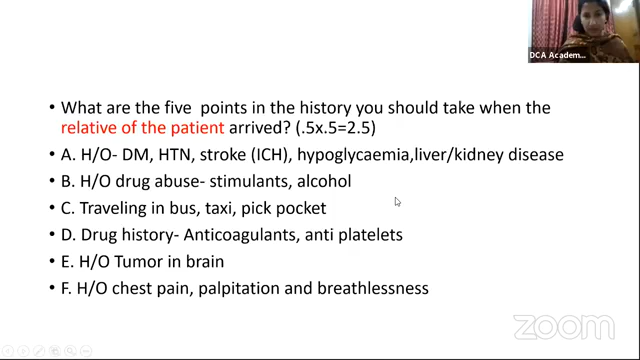 DCA Academ...
• What are the five points in the history you should take when the
relative of the patient arrived? (.5x.5=2.5)
A. H/O- DM, HTN, stroke (ICH), hypoglycaemia,liver/kidney disease
B. H/O drug abuse- stimulants, alcohol
C. Traveling in bus, taxi, pick pocket
D. Drug history- Anticoagulants, anti platelets
E. H/O Tumor in brain
F. H/O chest pain, palpitation and breathlessness
zoom